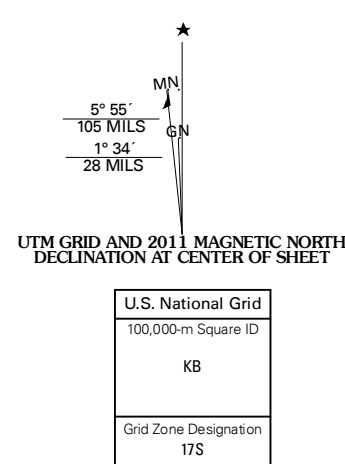 ★
MN.
5° 55´
105 MILS
GN
1° 34´
28 MILS
UTM GRID AND 2011 MAGNETIC NORTH
DECLINATION AT CENTER OF SHEET
U.S. National Grid
100,000-m Square ID
KB
Grid Zone Designation
17S